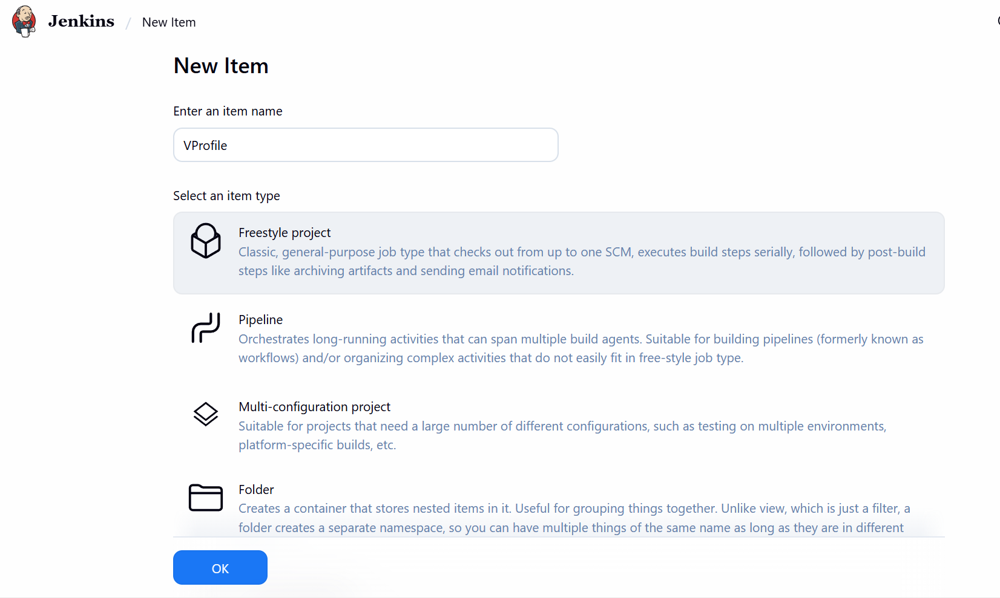 Jenkins / New Item
New Item
Enter an item name
VProfile
Select an item type
Freestyle project
Classic, general-purpose job type that checks out from up to one SCM, executes build steps serially, followed by post-build
steps like archiving artifacts and sending email notifications.
Pipeline
Orchestrates long-running activities that can span multiple build agents. Suitable for building pipelines (formerly known as
workflows) and/or organizing complex activities that do not easily fit in free-style job type.
Multi-configuration project
Suitable for projects that need a large number of different configurations, such as testing on multiple environments,
platform-specific builds, etc.
Folder
Creates a container that stores nested items in it. Useful for grouping things together. Unlike view, which is just a filter, a
folder creates a separate namespace, so you can have multiple things of the same name as long as they are in different
OK